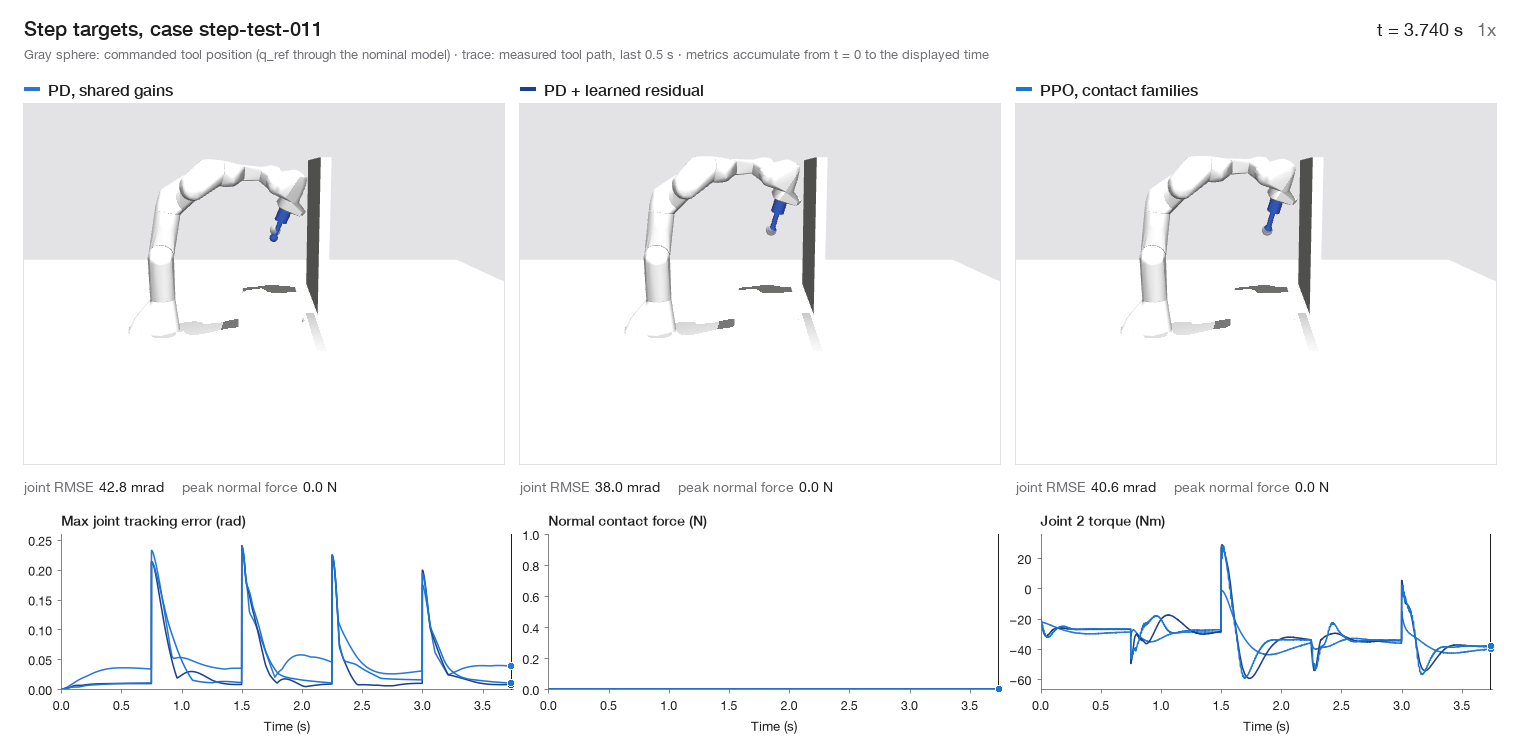 Step targets, case step-test-011
t = 3.740 s 1x
Gray sphere: commanded tool position (q_ref through the nominal model) · trace: measured tool path, last 0.5 s · metrics accumulate from t = 0 to the displayed time
PD, shared gains
PD + learned residual
PPO, contact families
joint RMSE 42.8 mrad peak normal force 0.0 N
joint RMSE 38.0 mrad peak normal force 0.0 N
joint RMSE 40.6 mrad peak normal force 0.0 N
Max joint tracking error (rad)
0.25
0.20
0.15
0.10
0.05
0.00
0.0 0.5 1.0 1.5 2.0 2.5 3.0 3.5
Time (s)
Normal contact force (N)
1.0
0.8
0.6
0.4
0.2
0.0
0.0 0.5 1.0 1.5 2.0 2.5 3.0 3.5
Time (s)
Joint 2 torque (Nm)
20
0
−20
−40
−60
0.0 0.5 1.0 1.5 2.0 2.5 3.0 3.5
Time (s)